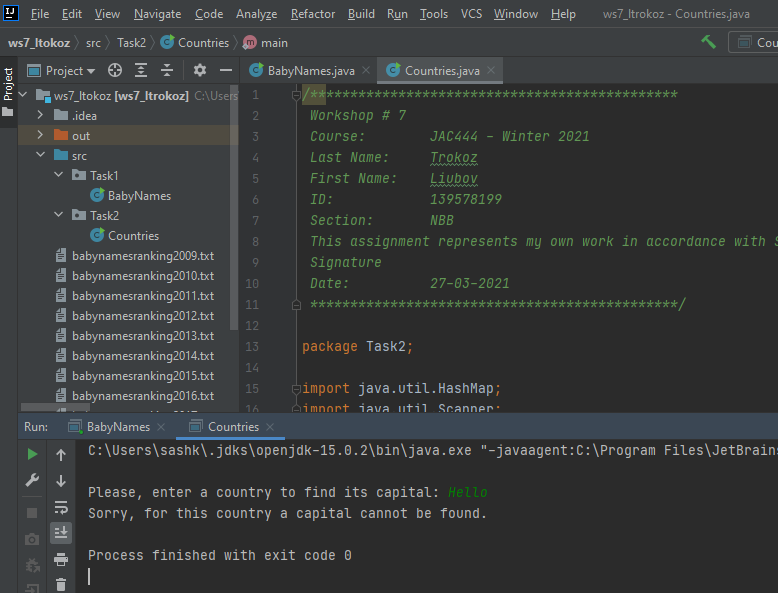 File Edit View Navigate Code Analyze Refactor Build Run Tools VCS Window Help ws7_ltokoz - Countries.java
ws7_ltokoz src Task2 Countries main
Project
Project
BabyNames.java
Countries.java
ws7_ltokoz [ws7_ltrokoz] C:\Users
.idea
out
src
Task1
BabyNames
Task2
Countries
babynamesranking2009.txt
babynamesranking2010.txt
babynamesranking2011.txt
babynamesranking2012.txt
babynamesranking2013.txt
babynamesranking2014.txt
babynamesranking2015.txt
babynamesranking2016.txt
1 /**********************************************
2 Workshop # 7
3 Course: JAC444 – Winter 2021
4 Last Name: Trokoz
5 First Name: Liubov
6 ID: 139578199
7 Section: NBB
8 This assignment represents my own work in accordance with
9 Signature
10 Date: 27-03-2021
11 **********************************************/
12
13 package Task2;
14
15 import java.util.HashMap;
16 import java.util.Scanner;
Run: BabyNames Countries
C:\Users\sashk\.jdks\openjdk-15.0.2\bin\java.exe "-javaagent:C:\Program Files\JetBrains
Please, enter a country to find its capital: Hello
Sorry, for this country a capital cannot be found.
Process finished with exit code 0